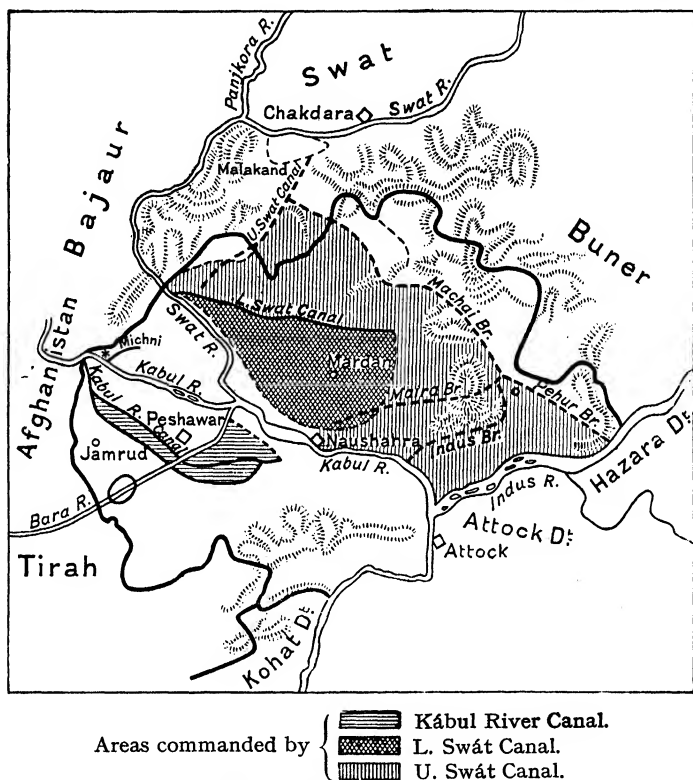 Panjkora R.
Swat
Chakdara
Swat R.
Malakand
U. Swat Canal
Bajaur
Buner
Afghanistan
L. Swat Canal
Machai Br.
Swat R.
Michni
Mardan
Kabul R.
Maira Br.
Pehur Br.
Kabul R. Canal
Peshawar
Naushahra
Indus Br.
Jamrud
Kabul R.
Indus R.
Hazara Dt.
Bara R.
Attock Dt.
Attock
Tirah
Kohat Dt.
Areas commanded by
Kábul River Canal.
L. Swát Canal.
U. Swát Canal.